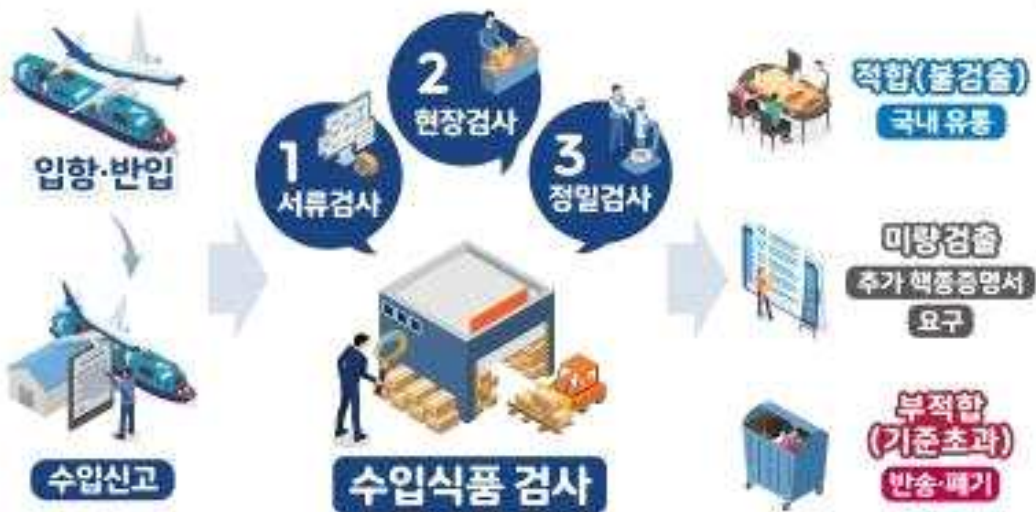 입항·반입
수입신고
1
서류검사
2
현장검사
3
정밀검사
수입식품 검사
적합(불검출)
국내 유통
미량 검출
추가 핵종증명서
요구
부적합
(기준초과)
반송·폐기